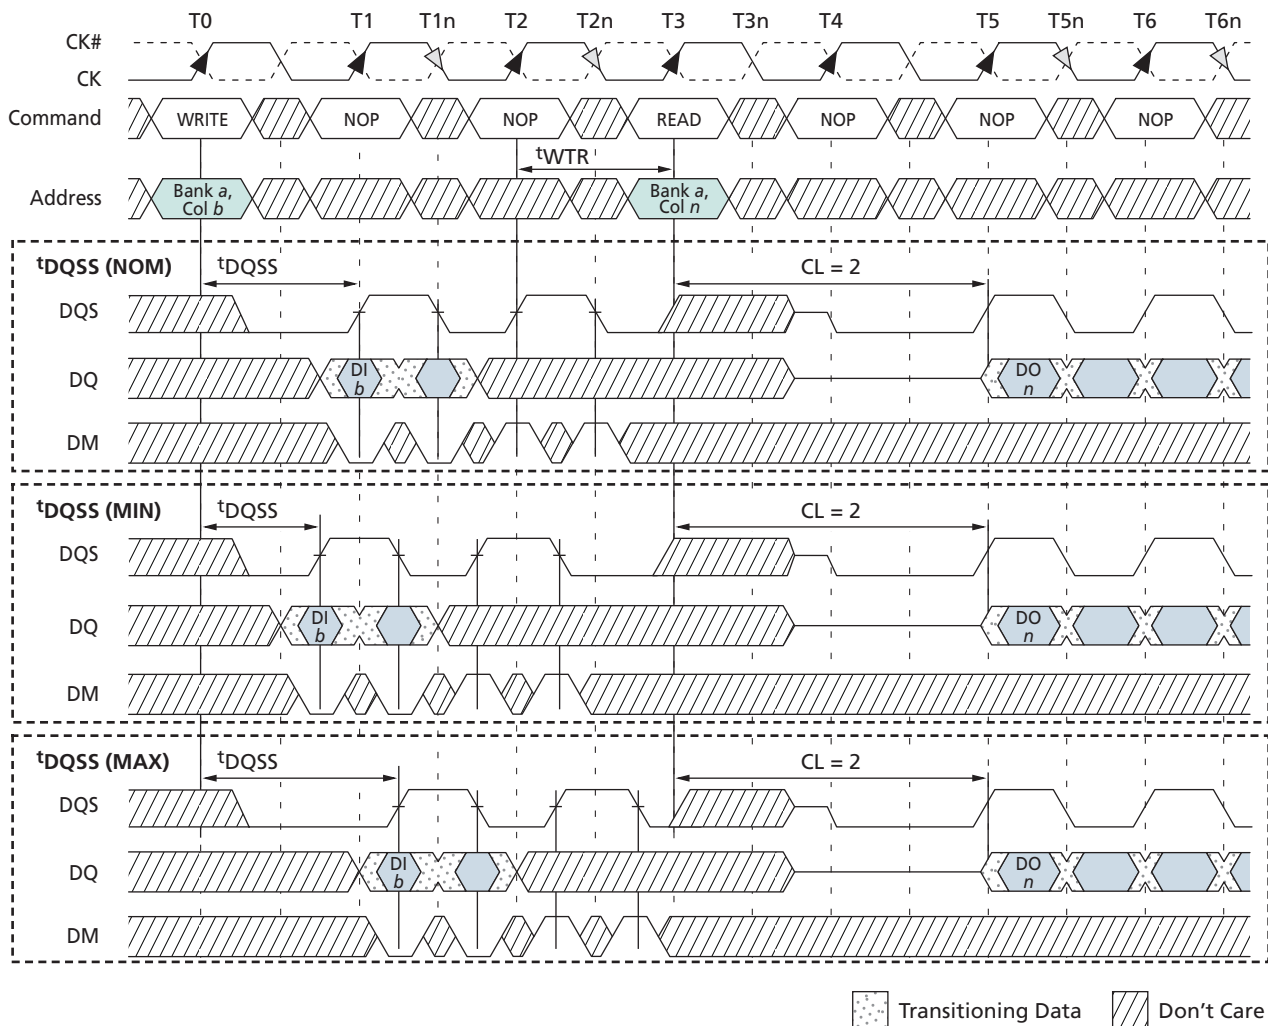 T0 T1 T1n T2 T2n T3 T3n T4 T5 T5n T6 T6n
CK#
CK
Command WRITE NOP NOP READ NOP NOP NOP
tWTR
Address Bank a, Col b Bank a, Col n
tDQSS (NOM) tDQSS CL = 2
DQS
DQ DI b DO n
DM
tDQSS (MIN) tDQSS CL = 2
DQS
DQ DI b DO n
DM
tDQSS (MAX) tDQSS CL = 2
DQS
DQ DI b DO n
DM
Transitioning Data Don't Care